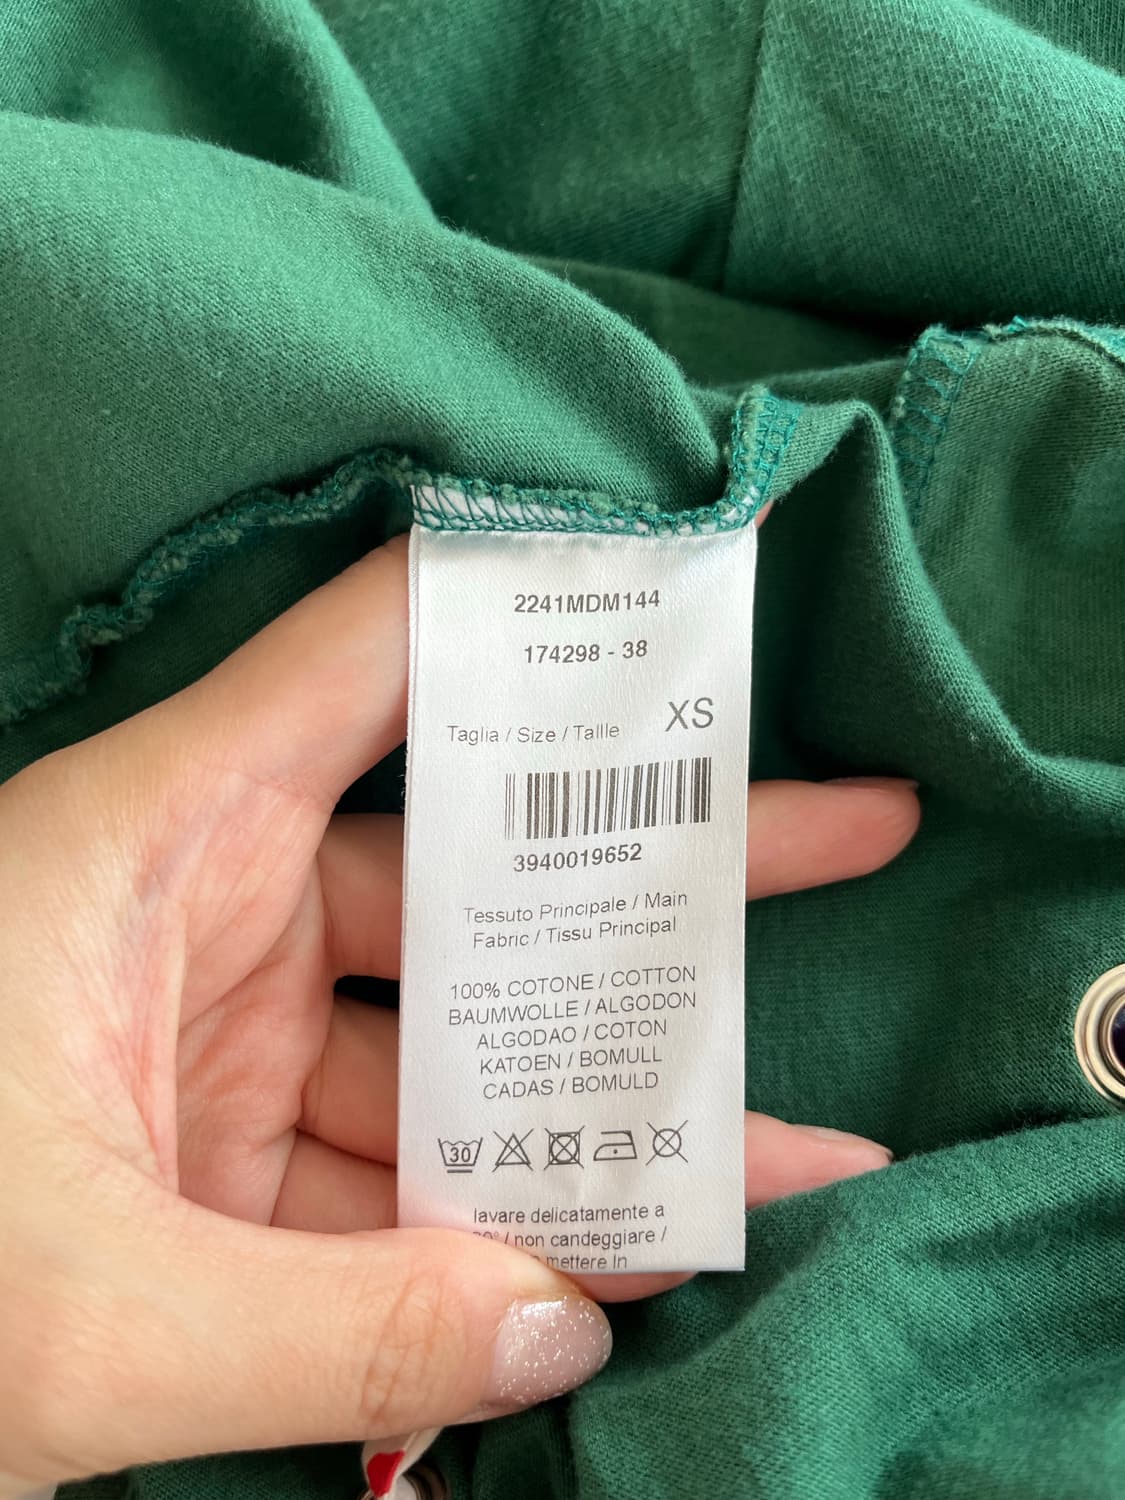 2241MDM144
174298 - 38
Taglia / Size / Tallle XS
3940019652
Tessuto Principale / Main
Fabric / Tissu Principal
100% COTONE / COTTON
BAUMWOLLE / ALGODON
ALGODAO / COTON
KATOEN / BOMULL
CADAS / BOMULD
30
lavare delicatamente a
/ non candeggiare /
mettere In